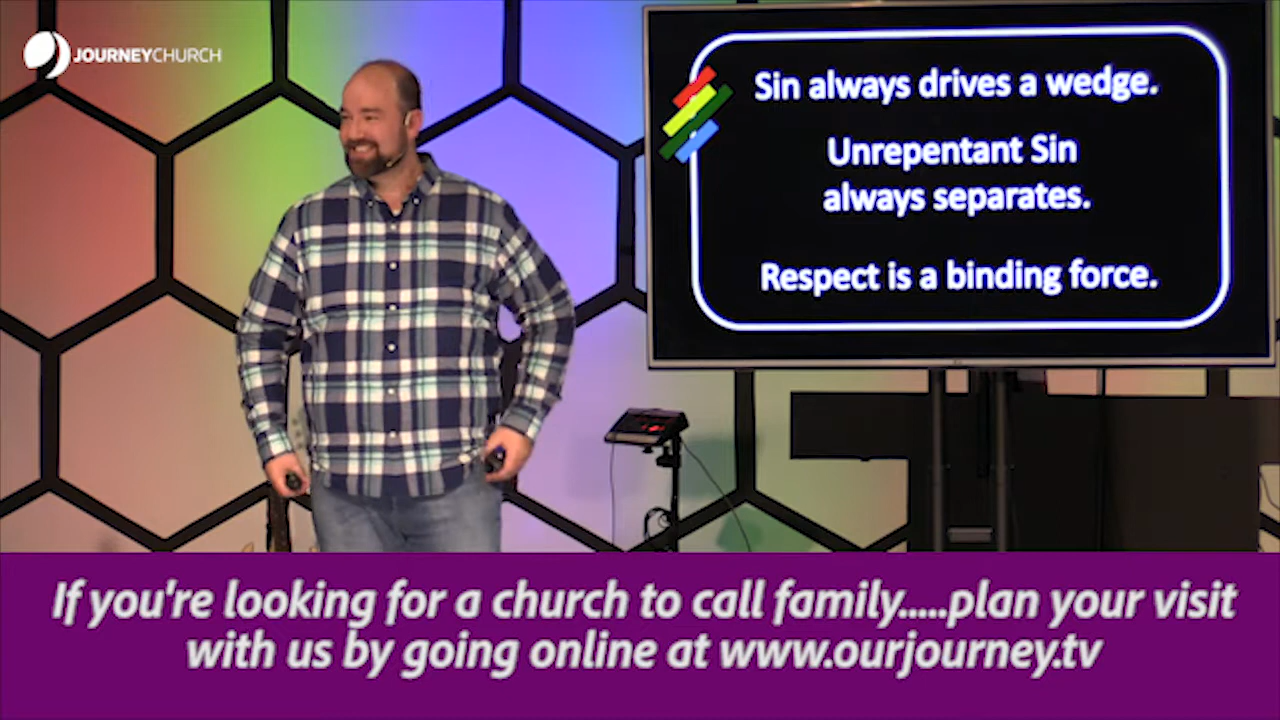 JOURNEYCHURCH
Sin always drives a wedge.
Unrepentant Sin
always separates.
Respect is a binding force.
If you're looking for a church to call family.....plan your visit
with us by going online at www.ourjourney.tv